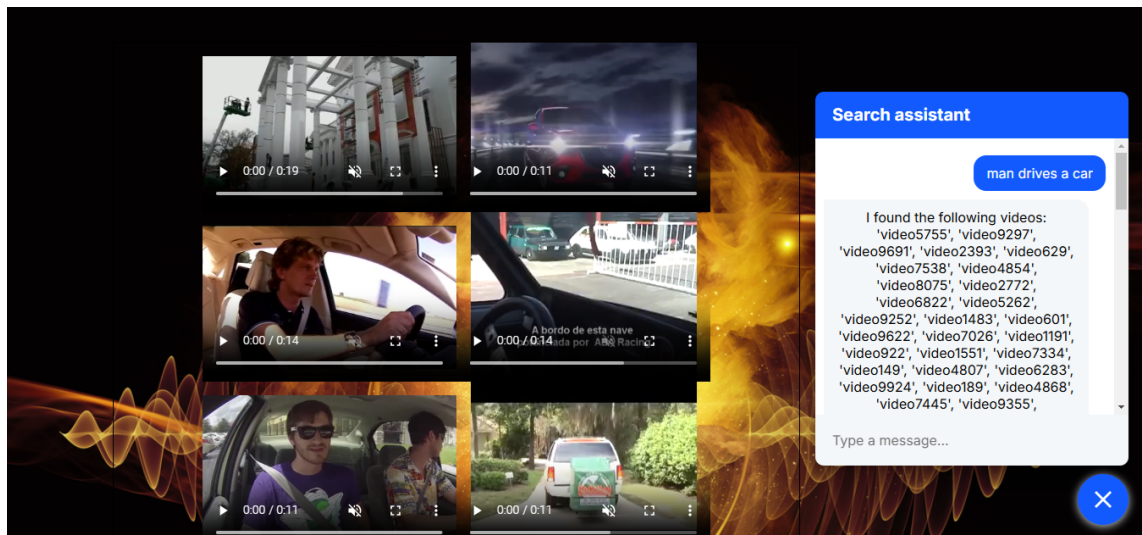 0:00 / 0:19
0:00 / 0:11
0:00 / 0:14
A bordo de esta nave
por
Racing
0:00 / 0:14
0:00 / 0:11
0:00 / 0:11
Search assistant
man drives a car
I found the following videos:
'video5755', 'video9297',
'video9691', 'video2393', 'video629',
'video7538', 'video4854',
'video8075', 'video2772',
'video6822', 'video5262',
'video9252', 'video1483', 'video601',
'video9622', 'video7026', 'video1191',
'video922', 'video1551', 'video7334',
'video149', 'video4807', 'video6283',
'video9924', 'video189', 'video4868',
'video7445', 'video9355',
Type a message...